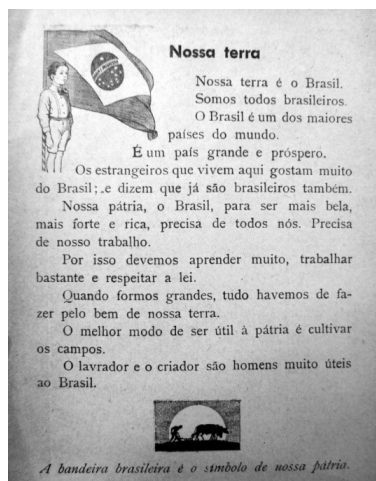 Nossa terra
Nossa terra é o Brasil.
Somos todos brasileiros.
O Brasil é um dos maiores
países do mundo.
É um país grande e próspero.
Os estrangeiros que vivem aqui gostam muito
do Brasil; e dizem que já são brasileiros também.
Nossa pátria, o Brasil, para ser mais bela,
mais forte e rica, precisa de todos nós. Precisa
de nosso trabalho.
Por isso devemos aprender muito, trabalhar
bastante e respeitar a lei.
Quando formos grandes, tudo havemos de fa-
zer pelo bem de nossa terra.
O melhor modo de ser útil à pátria é cultivar
os campos.
O lavrador e o criador são homens muito úteis
ao Brasil.
A bandeira brasileira é o símbolo de nossa pátria.